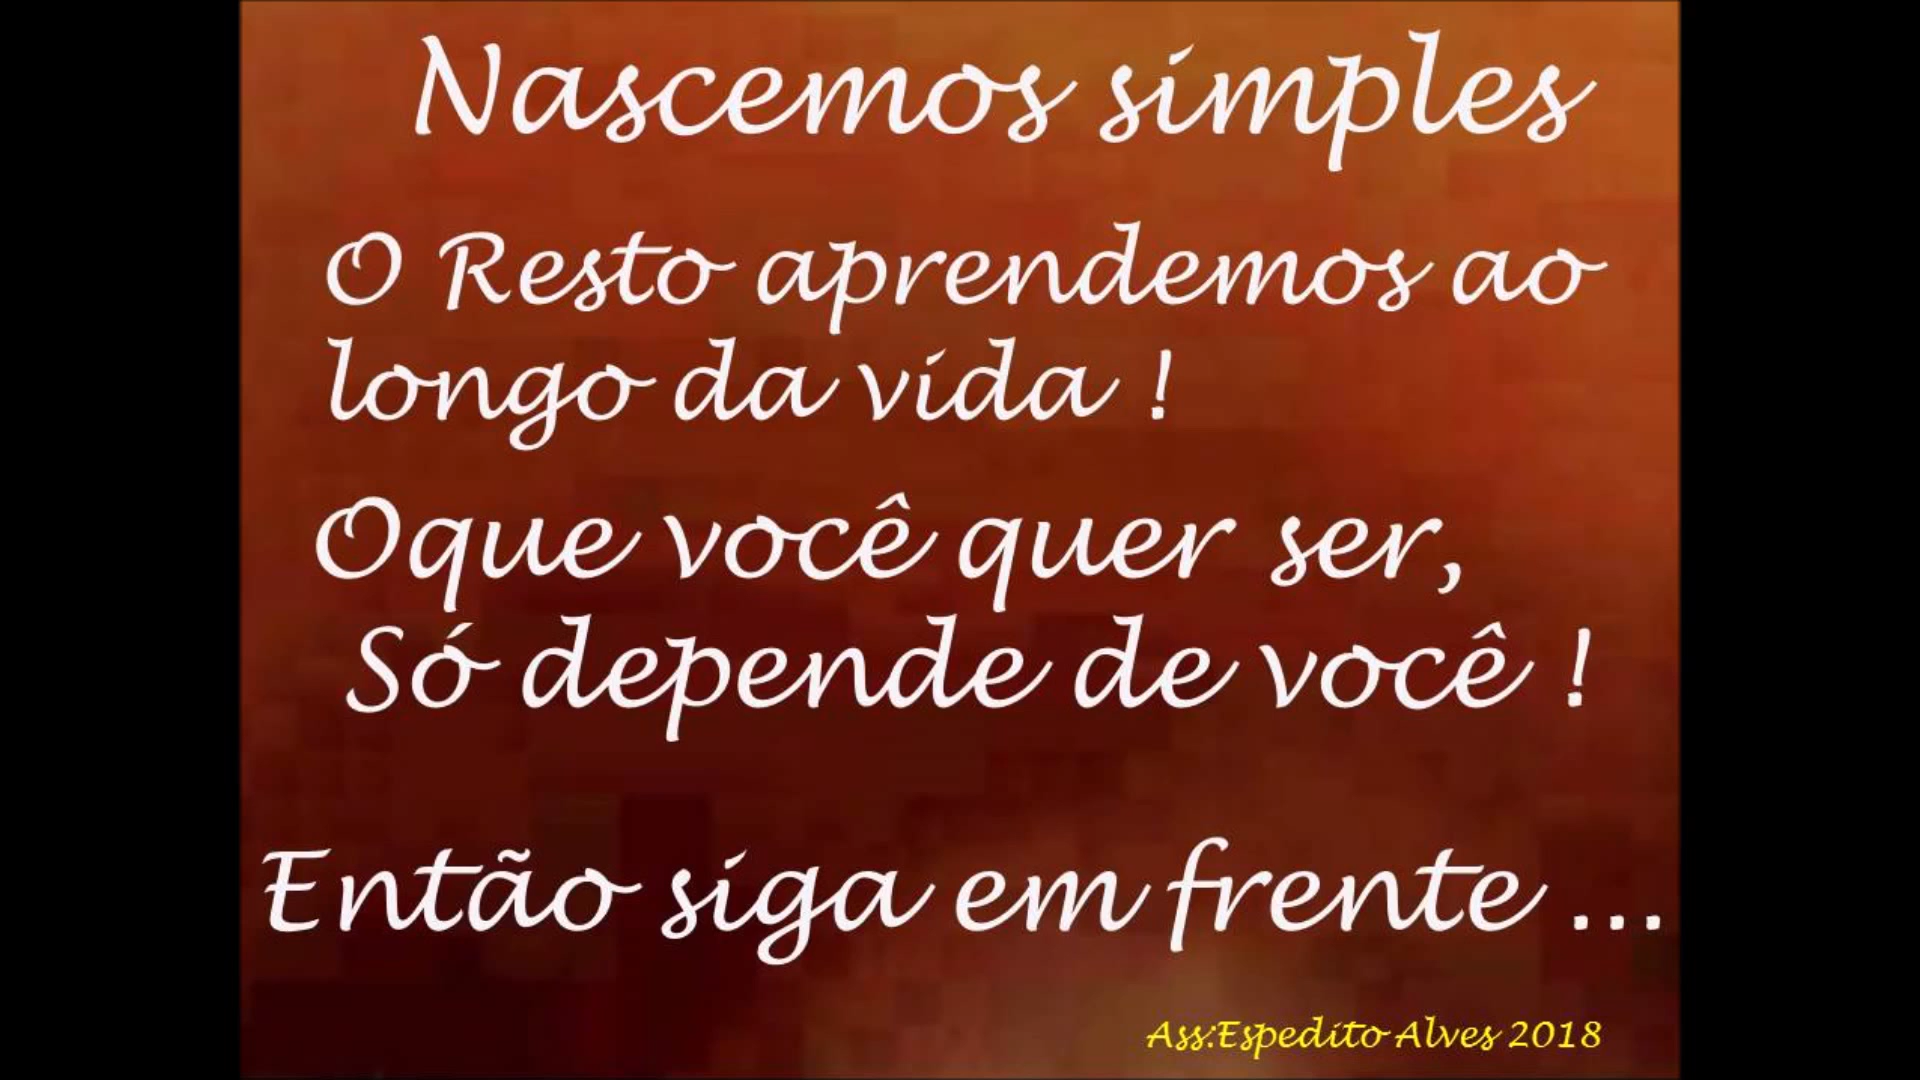 Nascemos simples
O Resto aprendemos ao
longo da vida !
Oque você quer ser,
Só depende de você !
Então siga em frente ...
Ass:Espedito Alves 2018